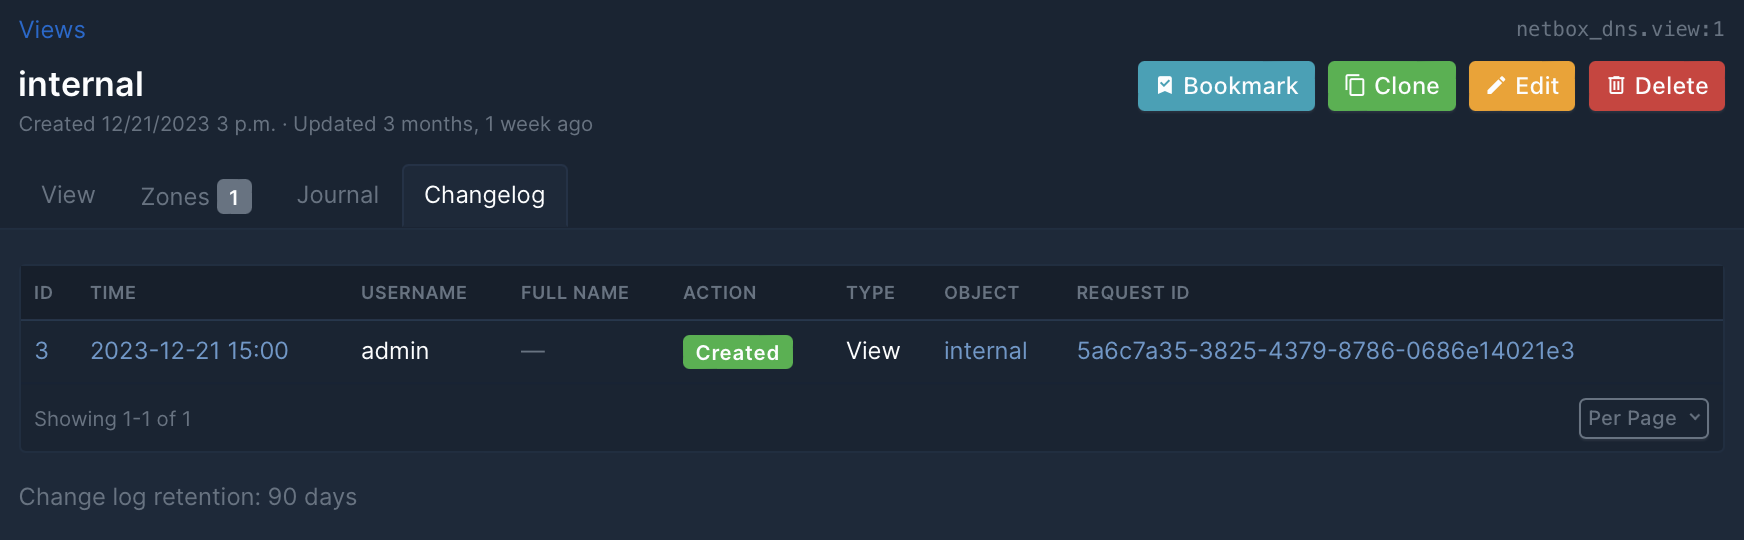 Views
netbox_dns.view:1
internal
Bookmark Clone Edit Delete
Created 12/21/2023 3 p.m. · Updated 3 months, 1 week ago
View Zones 1 Journal Changelog
ID TIME USERNAME FULL NAME ACTION TYPE OBJECT REQUEST ID
3 2023-12-21 15:00 admin — Created View internal 5a6c7a35-3825-4379-8786-0686e14021e3
Showing 1-1 of 1
Per Page
Change log retention: 90 days